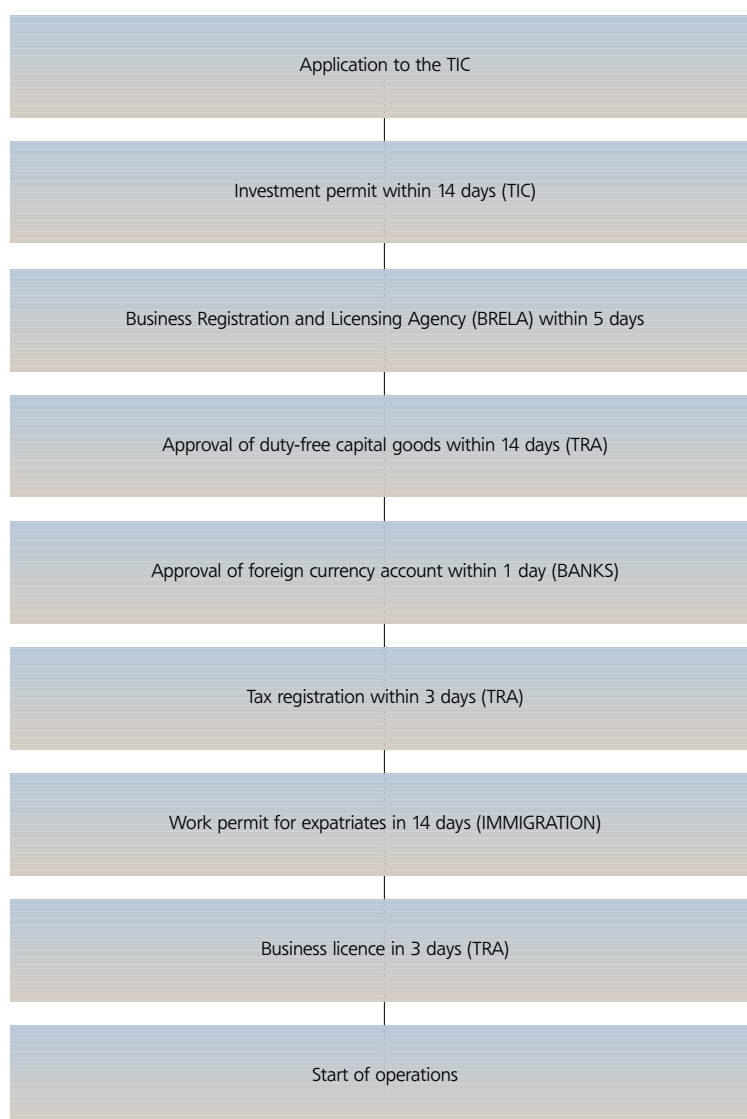 Application to the TIC
Investment permit within 14 days (TIC)
Business Registration and Licensing Agency (BRELA) within 5 days
Approval of duty-free capital goods within 14 days (TRA)
Approval of foreign currency account within 1 day (BANKS)
Tax registration within 3 days (TRA)
Work permit for expatriates in 14 days (IMMIGRATION)
Business licence in 3 days (TRA)
Start of operations